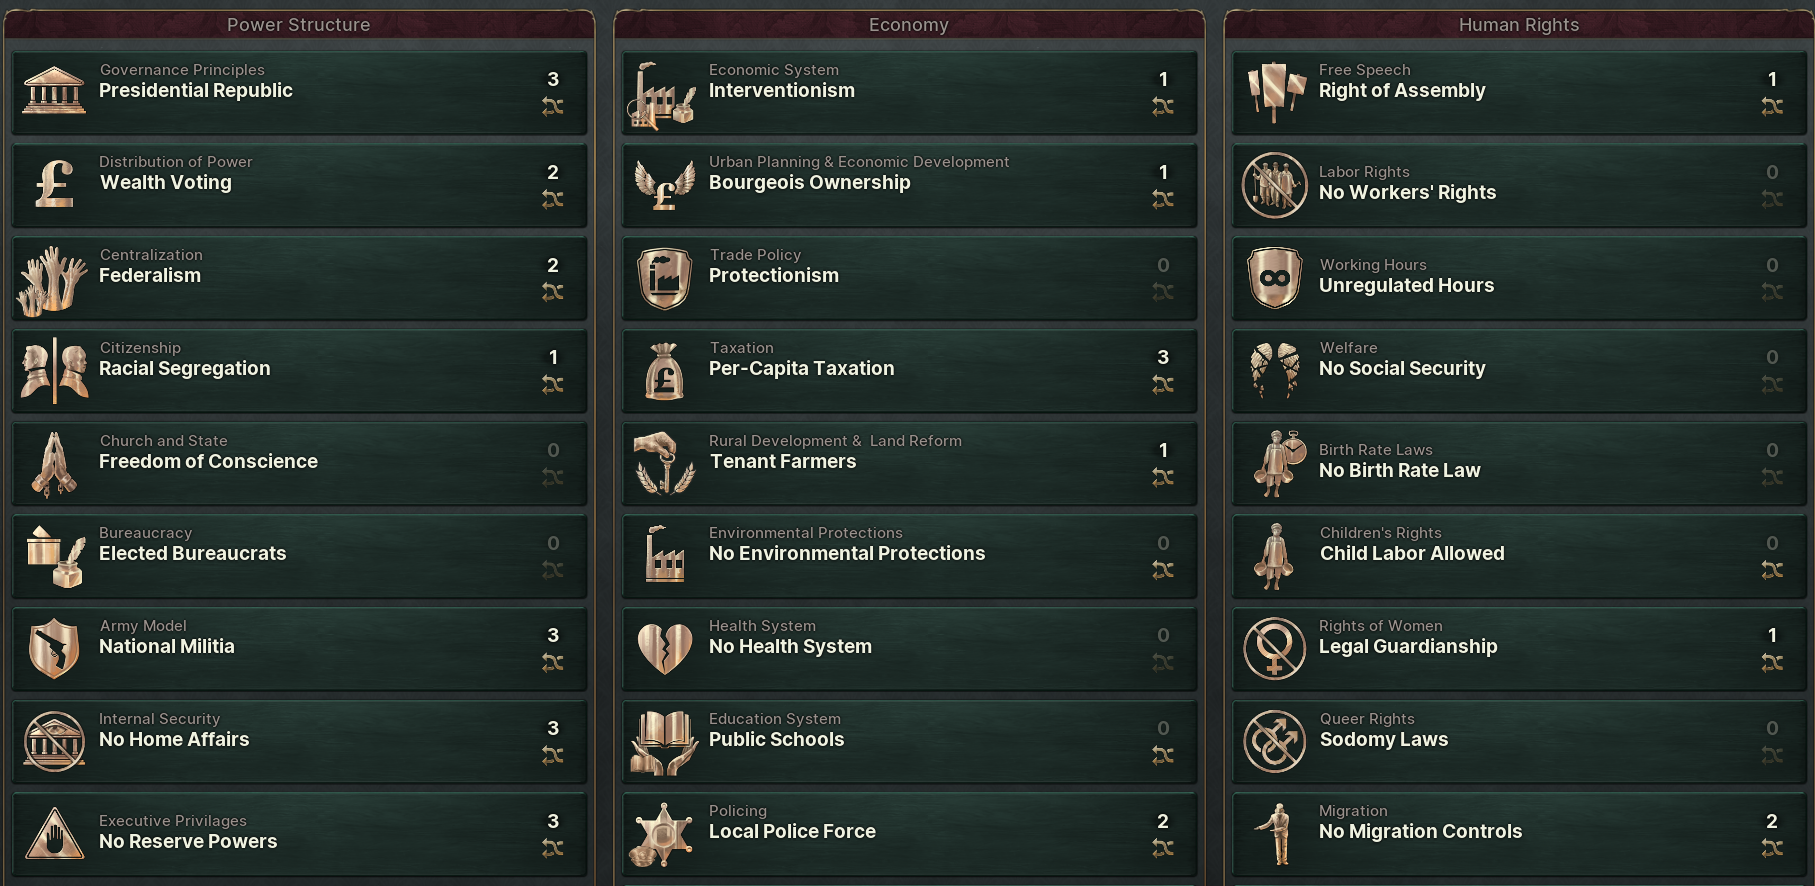 Power Structure
Governance Principles
Presidential Republic
3
Distribution of Power
Wealth Voting
2
Centralization
Federalism
2
Citizenship
Racial Segregation
1
Church and State
Freedom of Conscience
0
Bureaucracy
Elected Bureaucrats
0
Army Model
National Militia
3
Internal Security
No Home Affairs
3
Executive Privilages
No Reserve Powers
3
Economy
Economic System
Interventionism
1
Urban Planning & Economic Development
Bourgeois Ownership
1
Trade Policy
Protectionism
0
Taxation
Per-Capita Taxation
3
Rural Development &  Land Reform
Tenant Farmers
1
Environmental Protections
No Environmental Protections
0
Health System
No Health System
0
Education System
Public Schools
0
Policing
Local Police Force
2
Human Rights
Free Speech
Right of Assembly
1
Labor Rights
No Workers' Rights
0
Working Hours
Unregulated Hours
0
Welfare
No Social Security
0
Birth Rate Laws
No Birth Rate Law
0
Children's Rights
Child Labor Allowed
0
Rights of Women
Legal Guardianship
1
Queer Rights
Sodomy Laws
0
Migration
No Migration Controls
2